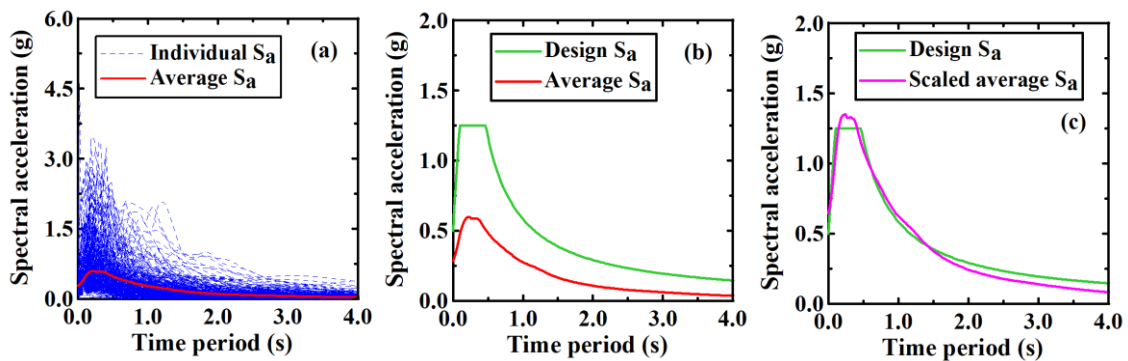 6.0
4.5
3.0
1.5
0.0
Spectral acceleration (g)
Individual Sa
Average Sa
(a)
0.0 1.0 2.0 3.0 4.0
Time period (s)
2.0
1.5
1.0
0.5
0.0
Spectral acceleration (g)
Design Sa
Average Sa
(b)
0.0 1.0 2.0 3.0 4.0
Time period (s)
2.0
1.5
1.0
0.5
0.0
Spectral acceleration (g)
Design Sa
Scaled average Sa
(c)
0.0 1.0 2.0 3.0 4.0
Time period (s)